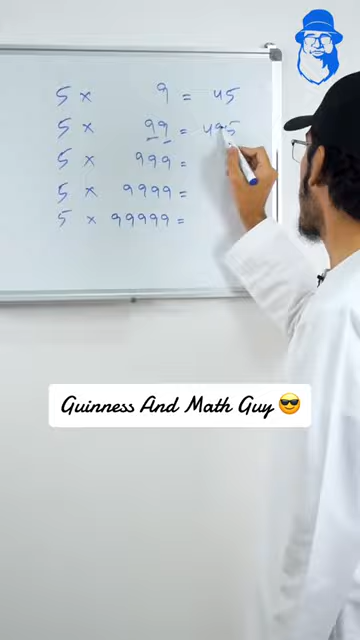 5 × 9 = 45
5 × 99 = 495
5 × 999 =
5 × 9999 =
5 × 99999 =
Guinness And Math Guy 😎